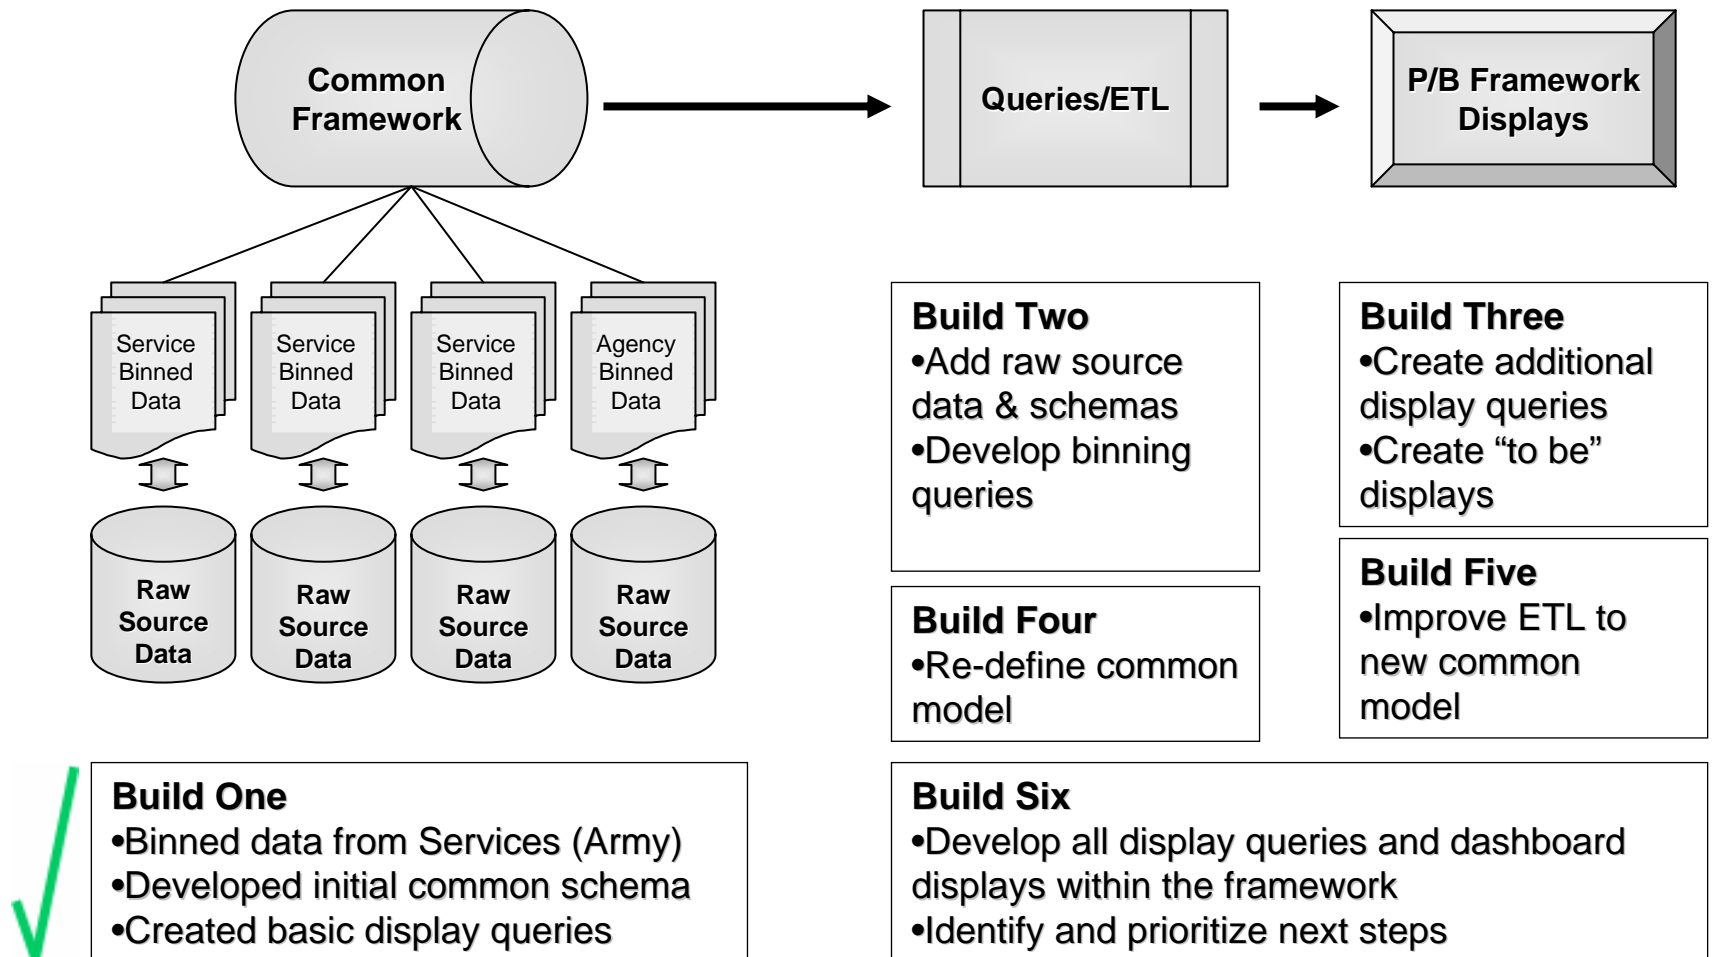 Common
Framework
Queries/ETL
P/B Framework
Displays
Service
Binned
Data
Service
Binned
Data
Service
Binned
Data
Agency
Binned
Data
Raw
Source
Data
Raw
Source
Data
Raw
Source
Data
Raw
Source
Data
Build Two
•Add raw source
data & schemas
•Develop binning
queries
Build Three
•Create additional
display queries
•Create “to be”
displays
Build Four
•Re-define common
model
Build Five
•Improve ETL to
new common
model
Build One
•Binned data from Services (Army)
•Developed initial common schema
•Created basic display queries
Build Six
•Develop all display queries and dashboard
displays within the framework
•Identify and prioritize next steps